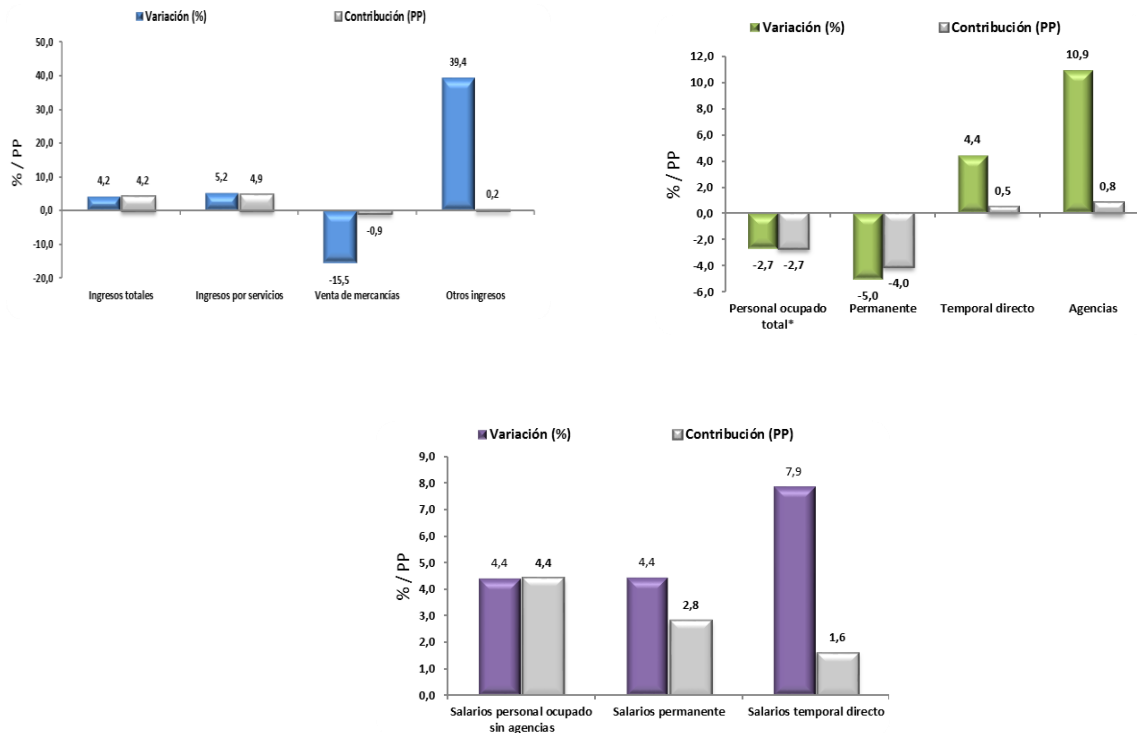 Variación (%) Contribución (PP)
50,0
40,0
30,0
20,0
10,0
0,0
-10,0
-20,0
% / PP
4,2 4,2 5,2 4,9 -15,5 -0,9 39,4 0,2
Ingresos totales Ingresos por servicios Venta de mercancías Otros ingresos
Variación (%) Contribución (PP)
12,0
10,0
8,0
6,0
4,0
2,0
0,0
-2,0
-4,0
-6,0
% / PP
-2,7 -2,7 -5,0 -4,0 4,4 0,5 10,9 0,8
Personal ocupado Permanente Temporal directo Agencias
total*
Variación (%) Contribución (PP)
9,0
8,0
7,0
6,0
5,0
4,0
3,0
2,0
1,0
0,0
% / PP
4,4 4,4 4,4 2,8 7,9 1,6
Salarios personal ocupado Salarios permanente Salarios temporal directo
sin agencias